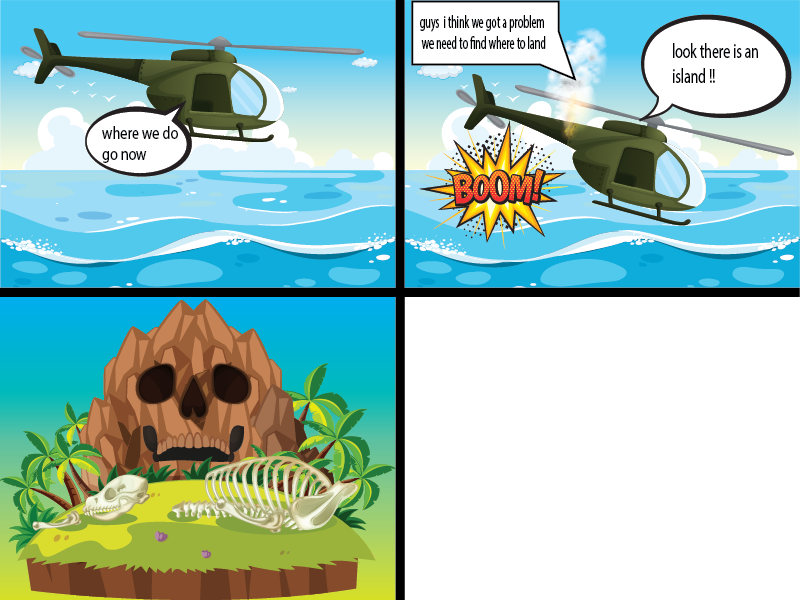 where we do
go now
guys i think we got a problem
we need to find where to land
look there is an
island !!
BOOM!